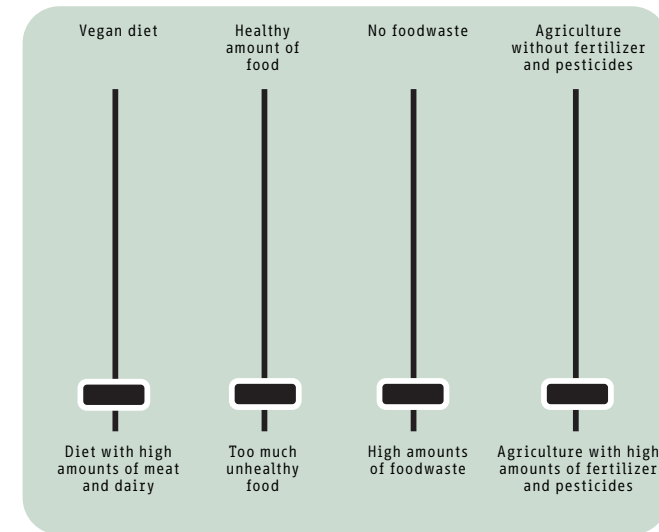 Vegan diet
Healthy
amount of
food
No foodwaste
Agriculture
without fertilizer
and pesticides
Diet with high
amounts of meat
and dairy
Too much
unhealthy
food
High amounts
of foodwaste
Agriculture with high
amounts of fertilizer
and pesticides